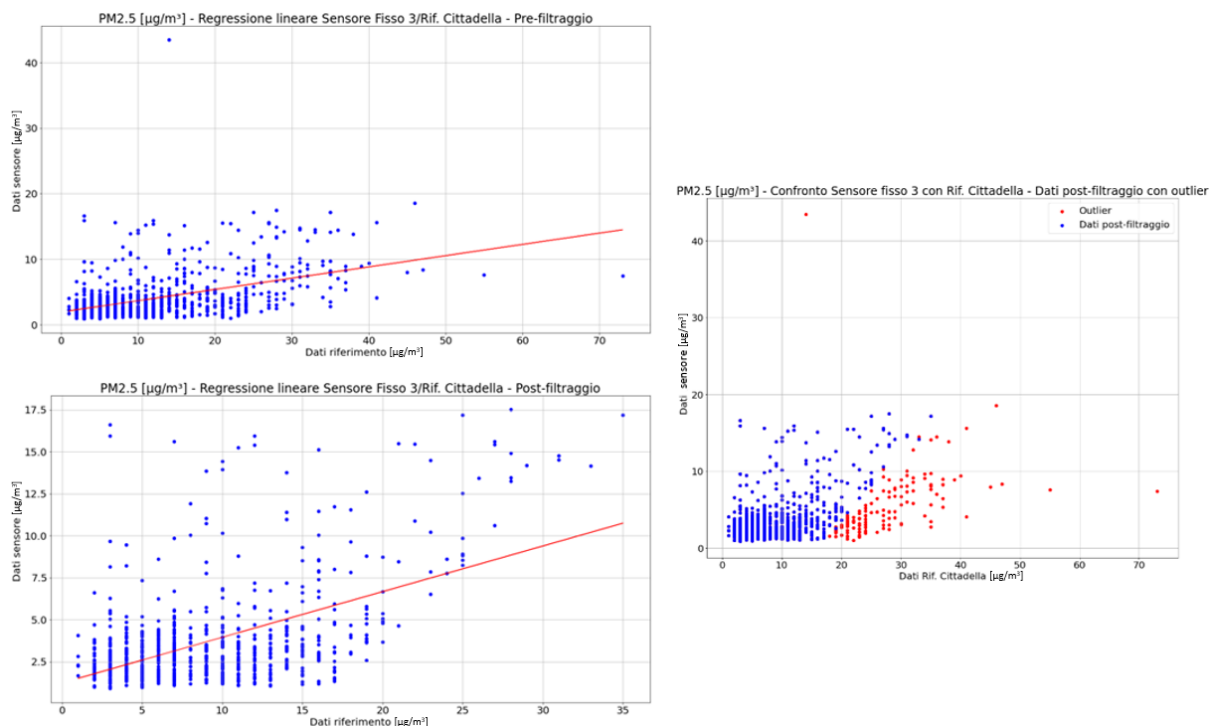 PM2.5 [µg/m³] - Regressione lineare Sensore Fisso 3/Rif. Cittadella - Pre-filtraggio
Dati sensore [µg/m³]
40
30
20
10
0
0 10 20 30 40 50 60 70
Dati riferimento [µg/m³]
PM2.5 [µg/m³] - Regressione lineare Sensore Fisso 3/Rif. Cittadella - Post-filtraggio
Dati sensore [µg/m³]
17.5
15.0
12.5
10.0
7.5
5.0
2.5
0 5 10 15 20 25 30 35
Dati riferimento [µg/m³]
PM2.5 [µg/m³] - Confronto Sensore fisso 3 con Rif. Cittadella - Dati post-filtraggio con outlier
Outlier
Dati post-filtraggio
Dati sensore [µg/m³]
40
30
20
10
0
0 10 20 30 40 50 60 70
Dati Rif. Cittadella [µg/m³]